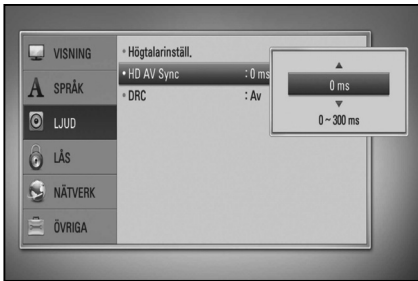 VISNING
SPRÅK
LJUD
LÅS
NÄTVERK
ÖVRIGA
Högtalarinställ.
HD AV Sync : 0 ms
DRC : Av
0 ms
0 ~ 300 ms